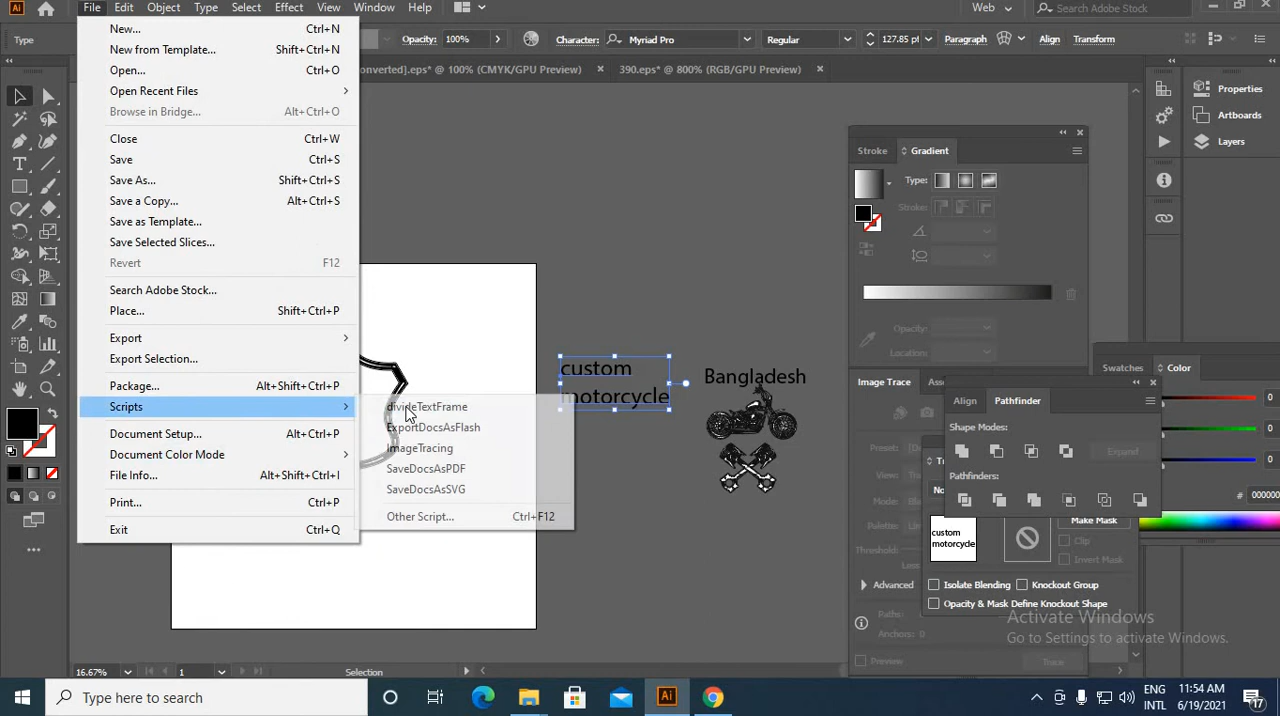 Ai File Edit Object Type Select Effect View Window Help Web Search Adobe Stock
Type Opacity: 100% Character: Myriad Pro Regular 127.85 pt Paragraph Align Transform
onverted].eps* @ 100% (CMYK/GPU Preview) 390.eps* @ 800% (RGB/GPU Preview)
New... Ctrl+N
New from Template... Shift+Ctrl+N
Open... Ctrl+O
Open Recent Files
Browse in Bridge... Alt+Ctrl+O
Close Ctrl+W
Save Ctrl+S
Save As... Shift+Ctrl+S
Save a Copy... Alt+Ctrl+S
Save as Template...
Save Selected Slices...
Revert F12
Search Adobe Stock...
Place... Shift+Ctrl+P
Export
Export Selection...
Package... Alt+Shift+Ctrl+P
Scripts
Document Setup... Alt+Ctrl+P
Document Color Mode
File Info... Alt+Shift+Ctrl+I
Print... Ctrl+P
Exit Ctrl+Q
divideTextFrame
ExportDocsAsFlash
ImageTracing
SaveDocsAsPDF
SaveDocsAsSVG
Other Script... Ctrl+F12
custom
motorcycle
Bangladesh
Properties
Artboards
Layers
Stroke Gradient
Type:
Stroke:
Opacity:
Location:
Image Trace
Swatches Color
Align Pathfinder
Shape Modes:
Expand
Pathfinders:
Make Mask
Clip
Invert Mask
custom
motorcycle
Isolate Blending Knockout Group
Opacity & Mask Define Knockout Shape
Threshold:
Advanced
Paths:
Anchors: 0
Preview Trace
Activate Windows
Go to Settings to activate Windows.
16.67% 1 Selection
Type here to search
Ai
ENG
INTL
11:54 AM
6/19/2021
17